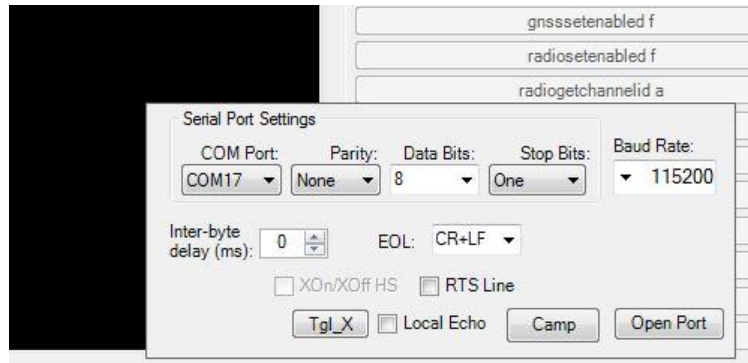 gnsssetenabled f
radiosetenabled f
radiogetchannelid a
Serial Port Settings
COM Port: Parity: Data Bits: Stop Bits: Baud Rate:
COM17 None 8 One 115200
Inter-byte
delay (ms): 0 EOL: CR+LF
XOn/XOff HS RTS Line
Tgl_X Local Echo Camp Open Port